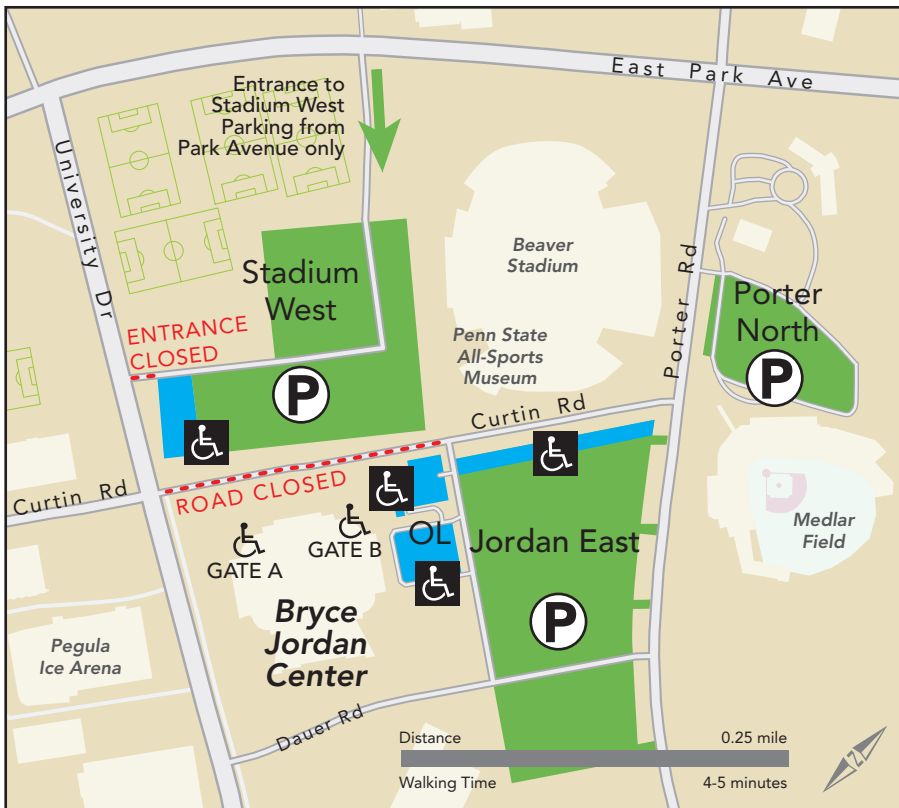 East Park Ave
Entrance to
Stadium West
Parking from
Park Avenue only
University Dr
Beaver
Stadium
Stadium
West
Porter Rd
Porter
North
P
ENTRANCE
CLOSED
Penn State
All-Sports
Museum
P
Curtin Rd
ROAD CLOSED
Curtin Rd
GATE A
GATE B
OL
Jordan East
P
Medlar
Field
Bryce
Jordan
Center
Pegula
Ice Arena
Dauer Rd
Distance 0.25 mile
Walking Time 4-5 minutes
N